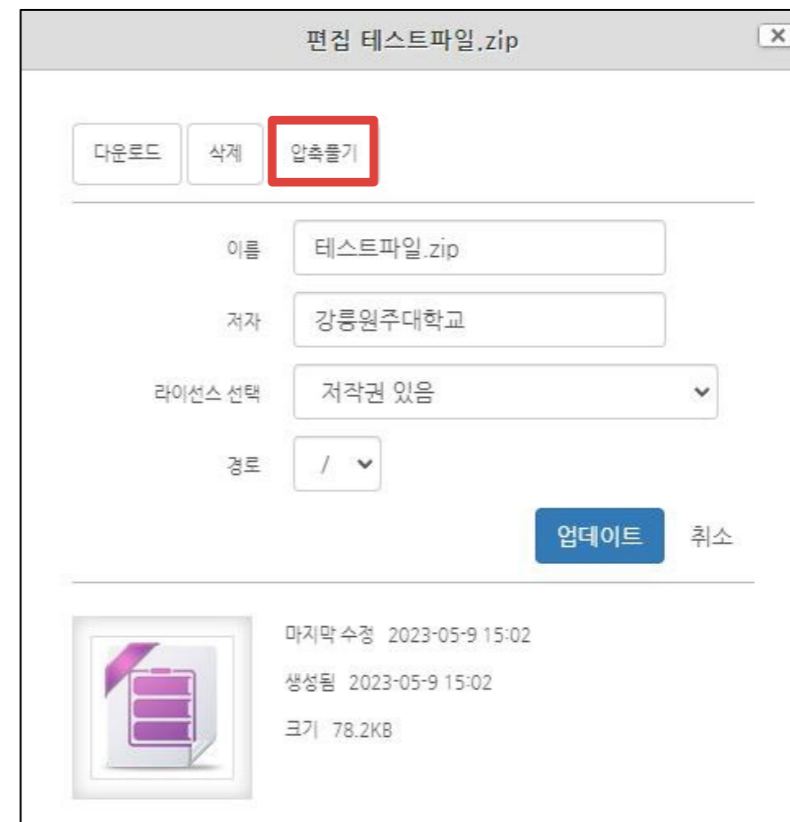 편집 테스트파일.zip
다운로드 삭제 압축풀기
이름 테스트파일.zip
저자 강릉원주대학교
라이선스 선택 저작권 있음
경로 /
업데이트 취소
마지막 수정 2023-05-9 15:02
생성됨 2023-05-9 15:02
크기 78.2KB